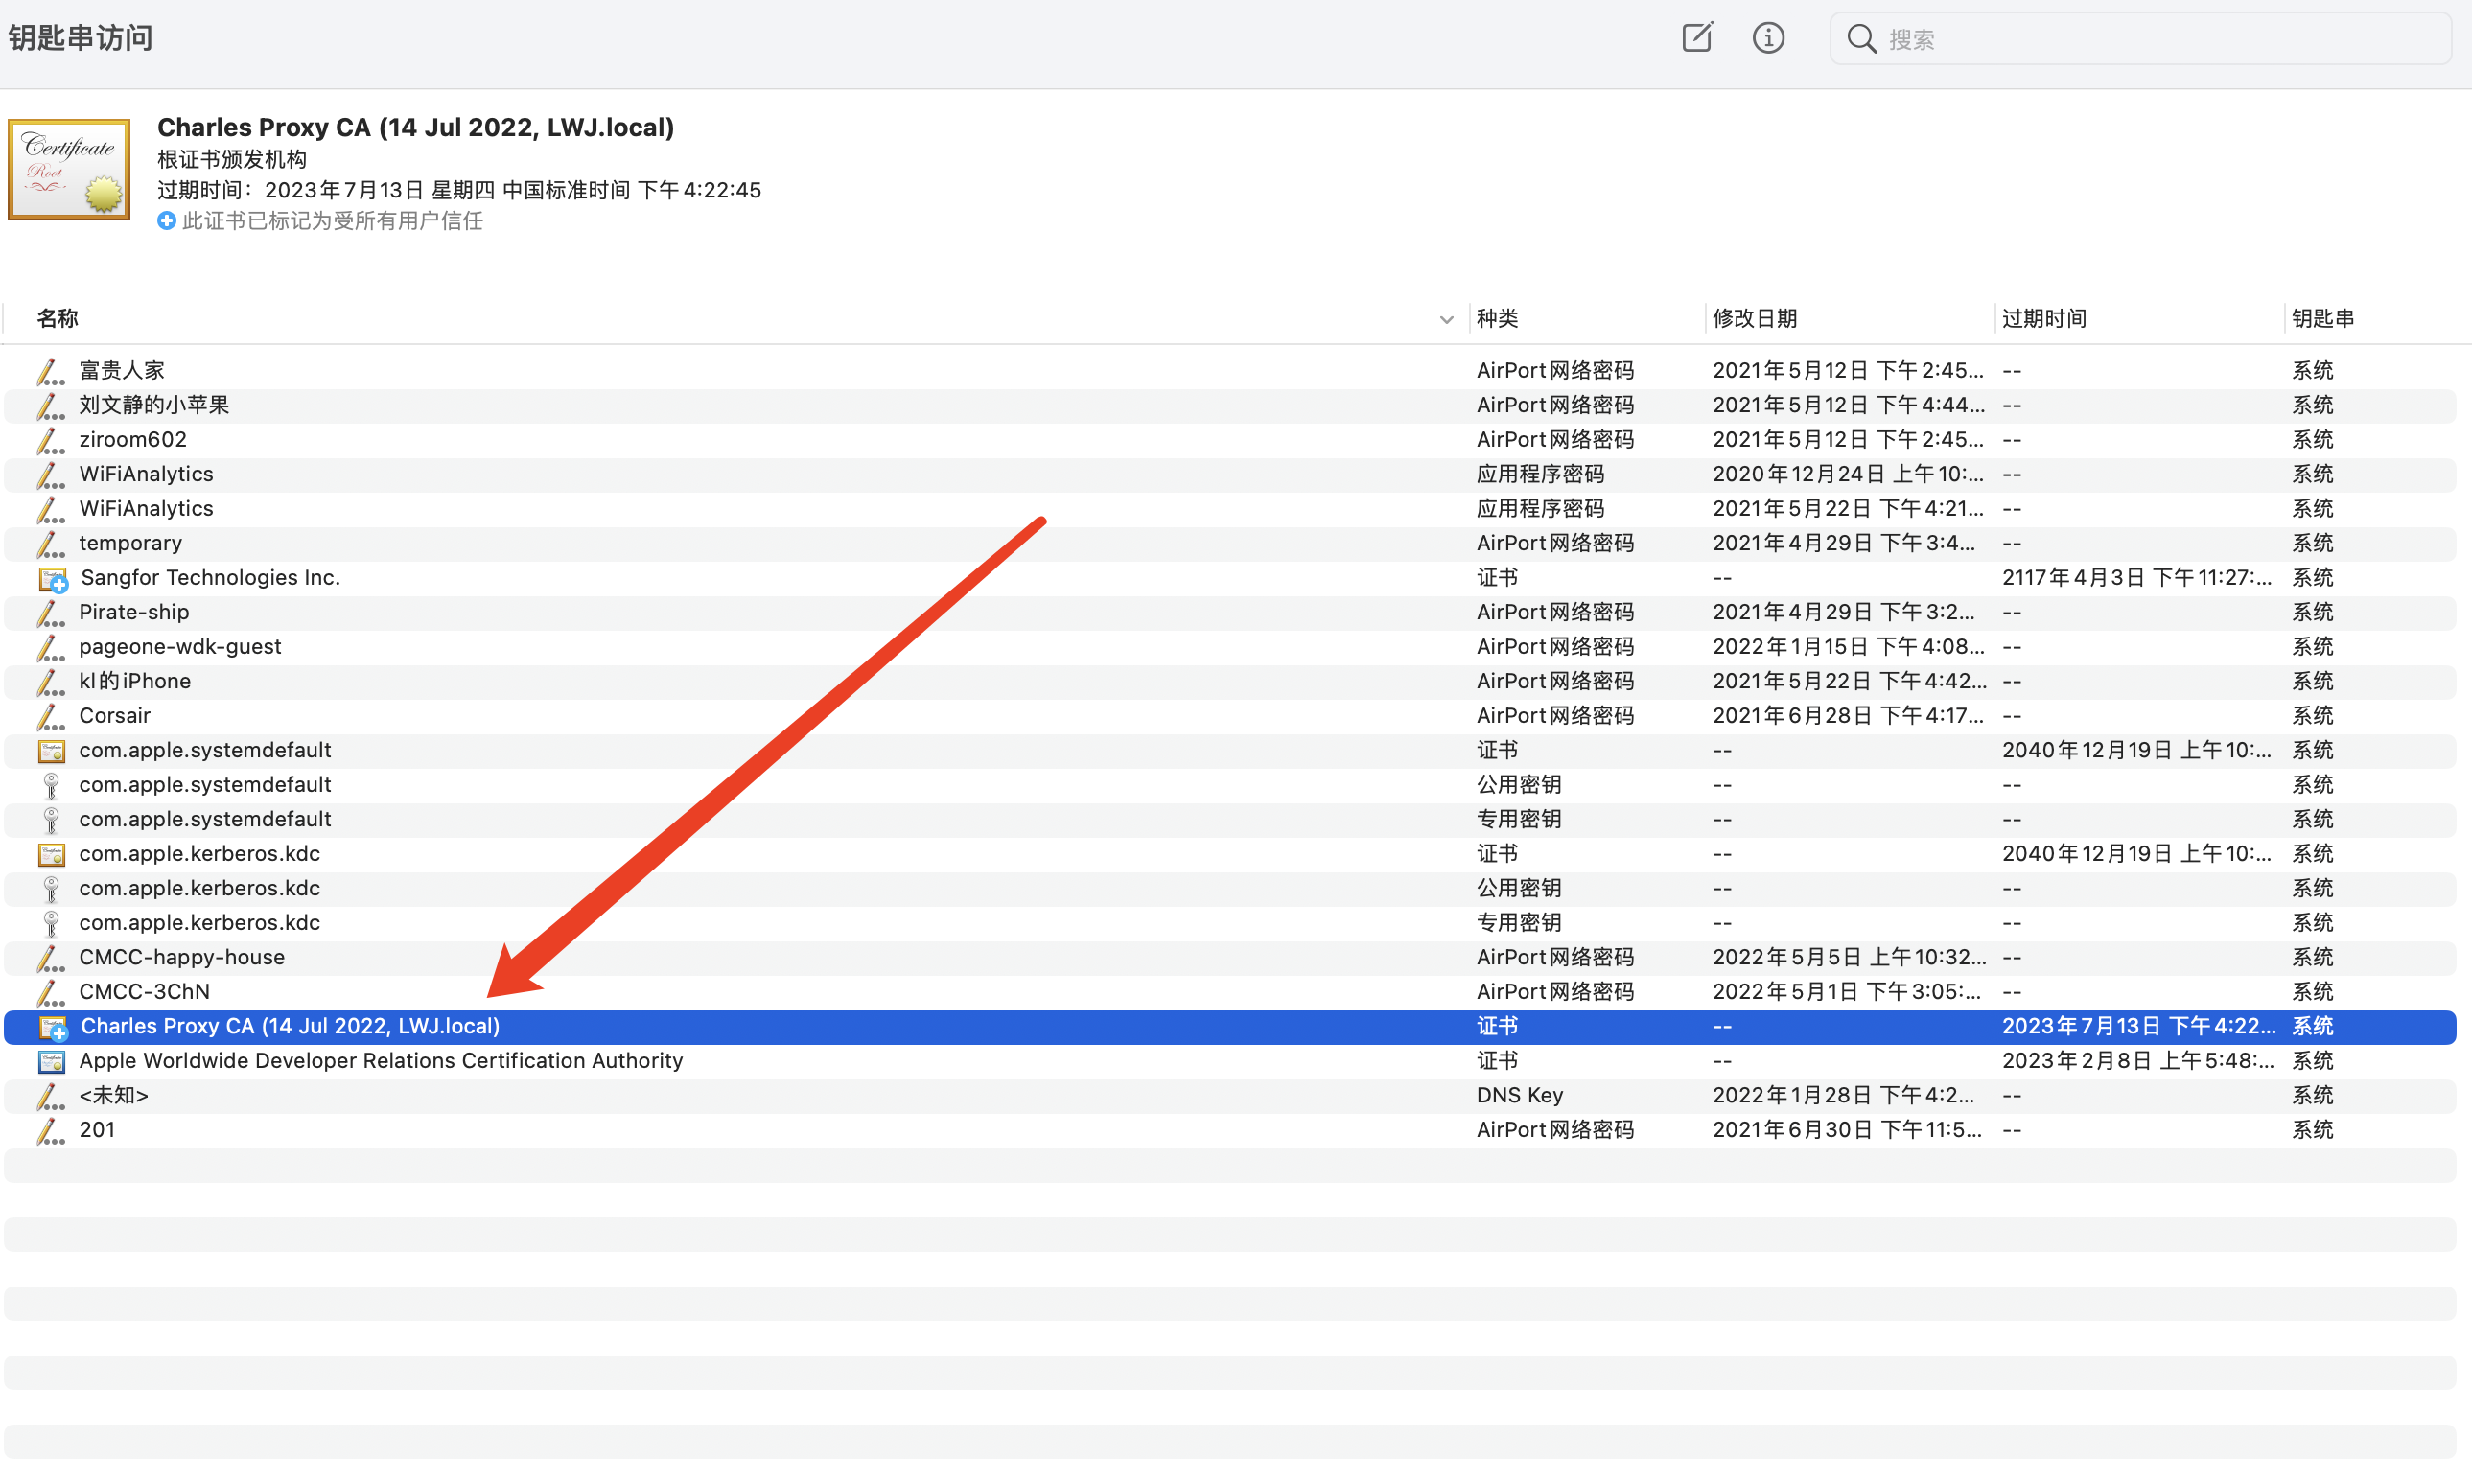 钥匙串访问
搜索
Charles Proxy CA (14 Jul 2022, LWJ.local)
根证书颁发机构
过期时间：2023年7月13日 星期四 中国标准时间 下午4:22:45
此证书已标记为受所有用户信任
名称 种类 修改日期 过期时间 钥匙串
富贵人家 AirPort网络密码 2021年5月12日 下午2:45... -- 系统
刘文静的小苹果 AirPort网络密码 2021年5月12日 下午4:44... -- 系统
ziroom602 AirPort网络密码 2021年5月12日 下午2:45... -- 系统
WiFiAnalytics 应用程序密码 2020年12月24日 上午10:... -- 系统
WiFiAnalytics 应用程序密码 2021年5月22日 下午4:21... -- 系统
temporary AirPort网络密码 2021年4月29日 下午3:4... -- 系统
Sangfor Technologies Inc. 证书 -- 2117年4月3日 下午11:27:... 系统
Pirate-ship AirPort网络密码 2021年4月29日 下午3:2... -- 系统
pageone-wdk-guest AirPort网络密码 2022年1月15日 下午4:08... -- 系统
kl的iPhone AirPort网络密码 2021年5月22日 下午4:42... -- 系统
Corsair AirPort网络密码 2021年6月28日 下午4:17... -- 系统
com.apple.systemdefault 证书 -- 2040年12月19日 上午10:... 系统
com.apple.systemdefault 公用密钥 -- -- 系统
com.apple.systemdefault 专用密钥 -- -- 系统
com.apple.kerberos.kdc 证书 -- 2040年12月19日 上午10:... 系统
com.apple.kerberos.kdc 公用密钥 -- -- 系统
com.apple.kerberos.kdc 专用密钥 -- -- 系统
CMCC-happy-house AirPort网络密码 2022年5月5日 上午10:32... -- 系统
CMCC-3ChN AirPort网络密码 2022年5月1日 下午3:05:... -- 系统
Charles Proxy CA (14 Jul 2022, LWJ.local) 证书 -- 2023年7月13日 下午4:22... 系统
Apple Worldwide Developer Relations Certification Authority 证书 -- 2023年2月8日 上午5:48:... 系统
<未知> DNS Key 2022年1月28日 下午4:2... -- 系统
201 AirPort网络密码 2021年6月30日 下午11:5... -- 系统
Certificate
Root